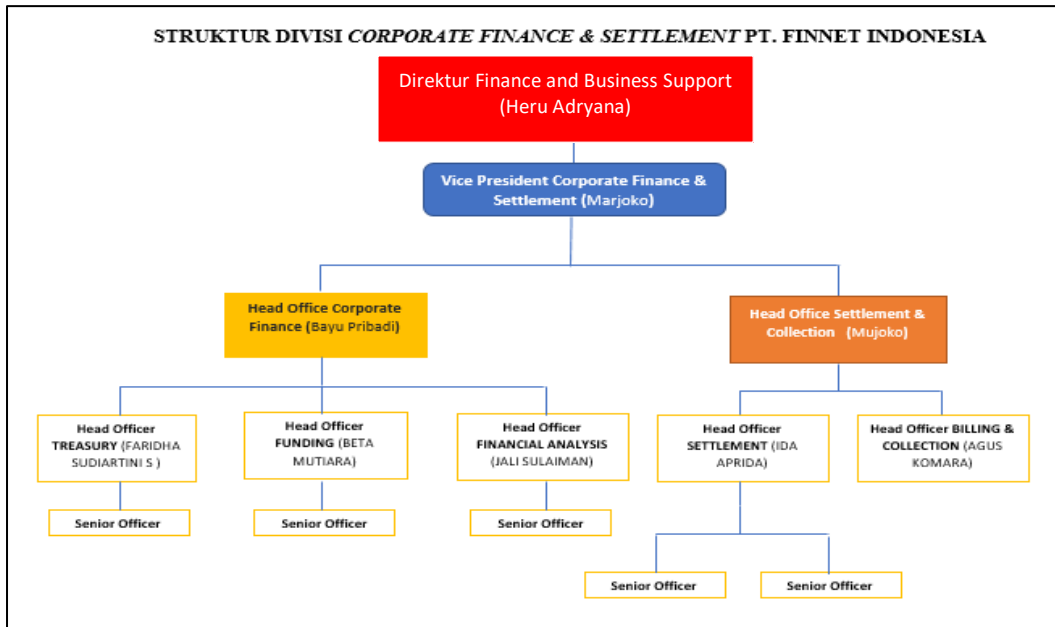 STRUKTUR DIVISI CORPORATE FINANCE & SETTLEMENT PT. FINNET INDONESIA
Direktur Finance and Business Support
(Heru Adryana)
Vice President Corporate Finance &
Settlement (Marjoko)
Head Office Corporate
Finance (Bayu Pribadi)
Head Office Settlement &
Collection (Mujoko)
Head Officer
TREASURY (FARIDHA
SUDIARTINI S )
Head Officer
FUNDING (BETA
MUTIARA)
Head Officer
FINANCIAL ANALYSIS
(JALI SULAIMAN)
Head Officer
SETTLEMENT (IDA
APRIDA)
Head Officer BILLING &
COLLECTION (AGUS
KOMARA)
Senior Officer
Senior Officer
Senior Officer
Senior Officer
Senior Officer